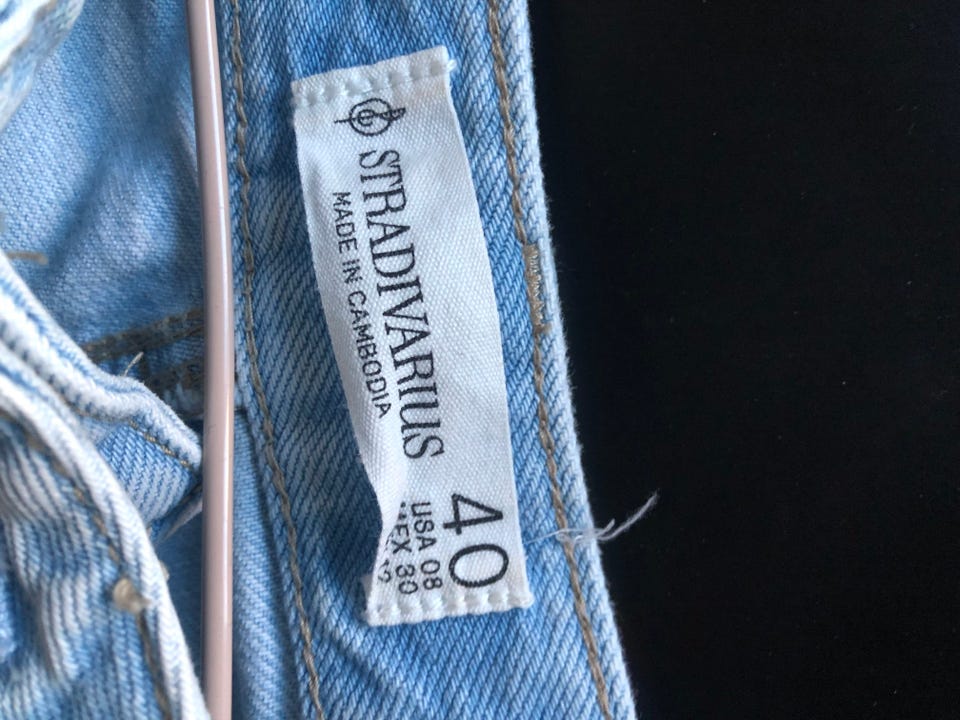 STRADIVARIUS
MADE IN CAMBODIA
40
USA 08
MEX 30